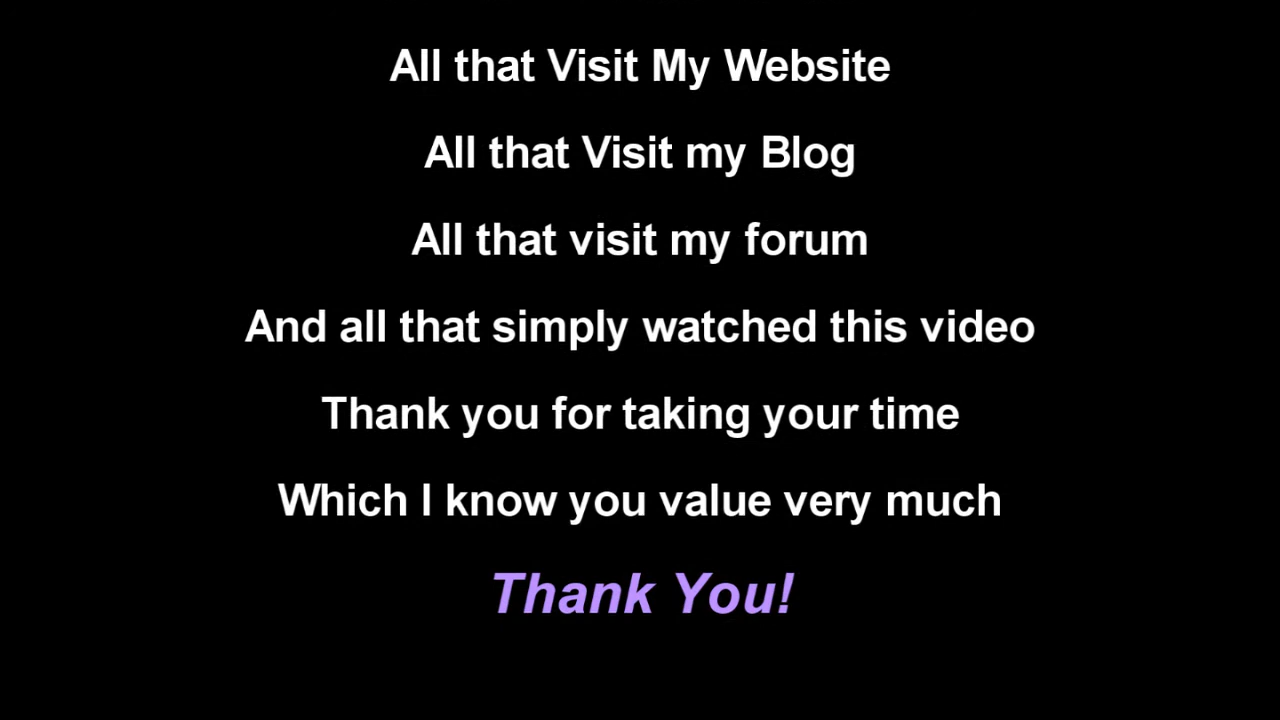 All that Visit My Website
All that Visit my Blog
All that visit my forum
And all that simply watched this video
Thank you for taking your time
Which I know you value very much
Thank You!